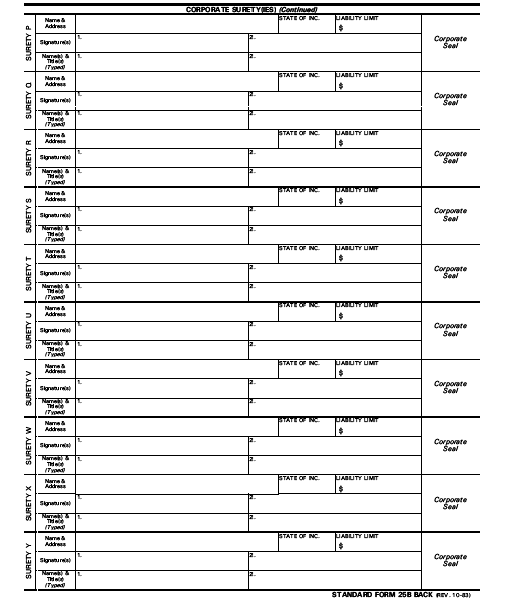 CORPORATE SURETY(IES) (Continued)
SURETY P
Name & Address
STATE OF INC.
LIABILITY LIMIT
$
Corporate Seal
Signature(s)
1.
2.
Name(s) & Title(s) (Typed)
1.
2.
SURETY Q
Name & Address
STATE OF INC.
LIABILITY LIMIT
$
Corporate Seal
Signature(s)
1.
2.
Name(s) & Title(s) (Typed)
1.
2.
SURETY R
Name & Address
STATE OF INC.
LIABILITY LIMIT
$
Corporate Seal
Signature(s)
1.
2.
Name(s) & Title(s) (Typed)
1.
2.
SURETY S
Name & Address
STATE OF INC.
LIABILITY LIMIT
$
Corporate Seal
Signature(s)
1.
2.
Name(s) & Title(s) (Typed)
1.
2.
SURETY T
Name & Address
STATE OF INC.
LIABILITY LIMIT
$
Corporate Seal
Signature(s)
1.
2.
Name(s) & Title(s) (Typed)
1.
2.
SURETY U
Name & Address
STATE OF INC.
LIABILITY LIMIT
$
Corporate Seal
Signature(s)
1.
2.
Name(s) & Title(s) (Typed)
1.
2.
SURETY V
Name & Address
STATE OF INC.
LIABILITY LIMIT
$
Corporate Seal
Signature(s)
1.
2.
Name(s) & Title(s) (Typed)
1.
2.
SURETY W
Name & Address
STATE OF INC.
LIABILITY LIMIT
$
Corporate Seal
Signature(s)
1.
2.
Name(s) & Title(s) (Typed)
1.
2.
SURETY X
Name & Address
STATE OF INC.
LIABILITY LIMIT
$
Corporate Seal
Signature(s)
1.
2.
Name(s) & Title(s) (Typed)
1.
2.
SURETY Y
Name & Address
STATE OF INC.
LIABILITY LIMIT
$
Corporate Seal
Signature(s)
1.
2.
Name(s) & Title(s) (Typed)
1.
2.
STANDARD FORM 25B BACK (REV. 10-83)